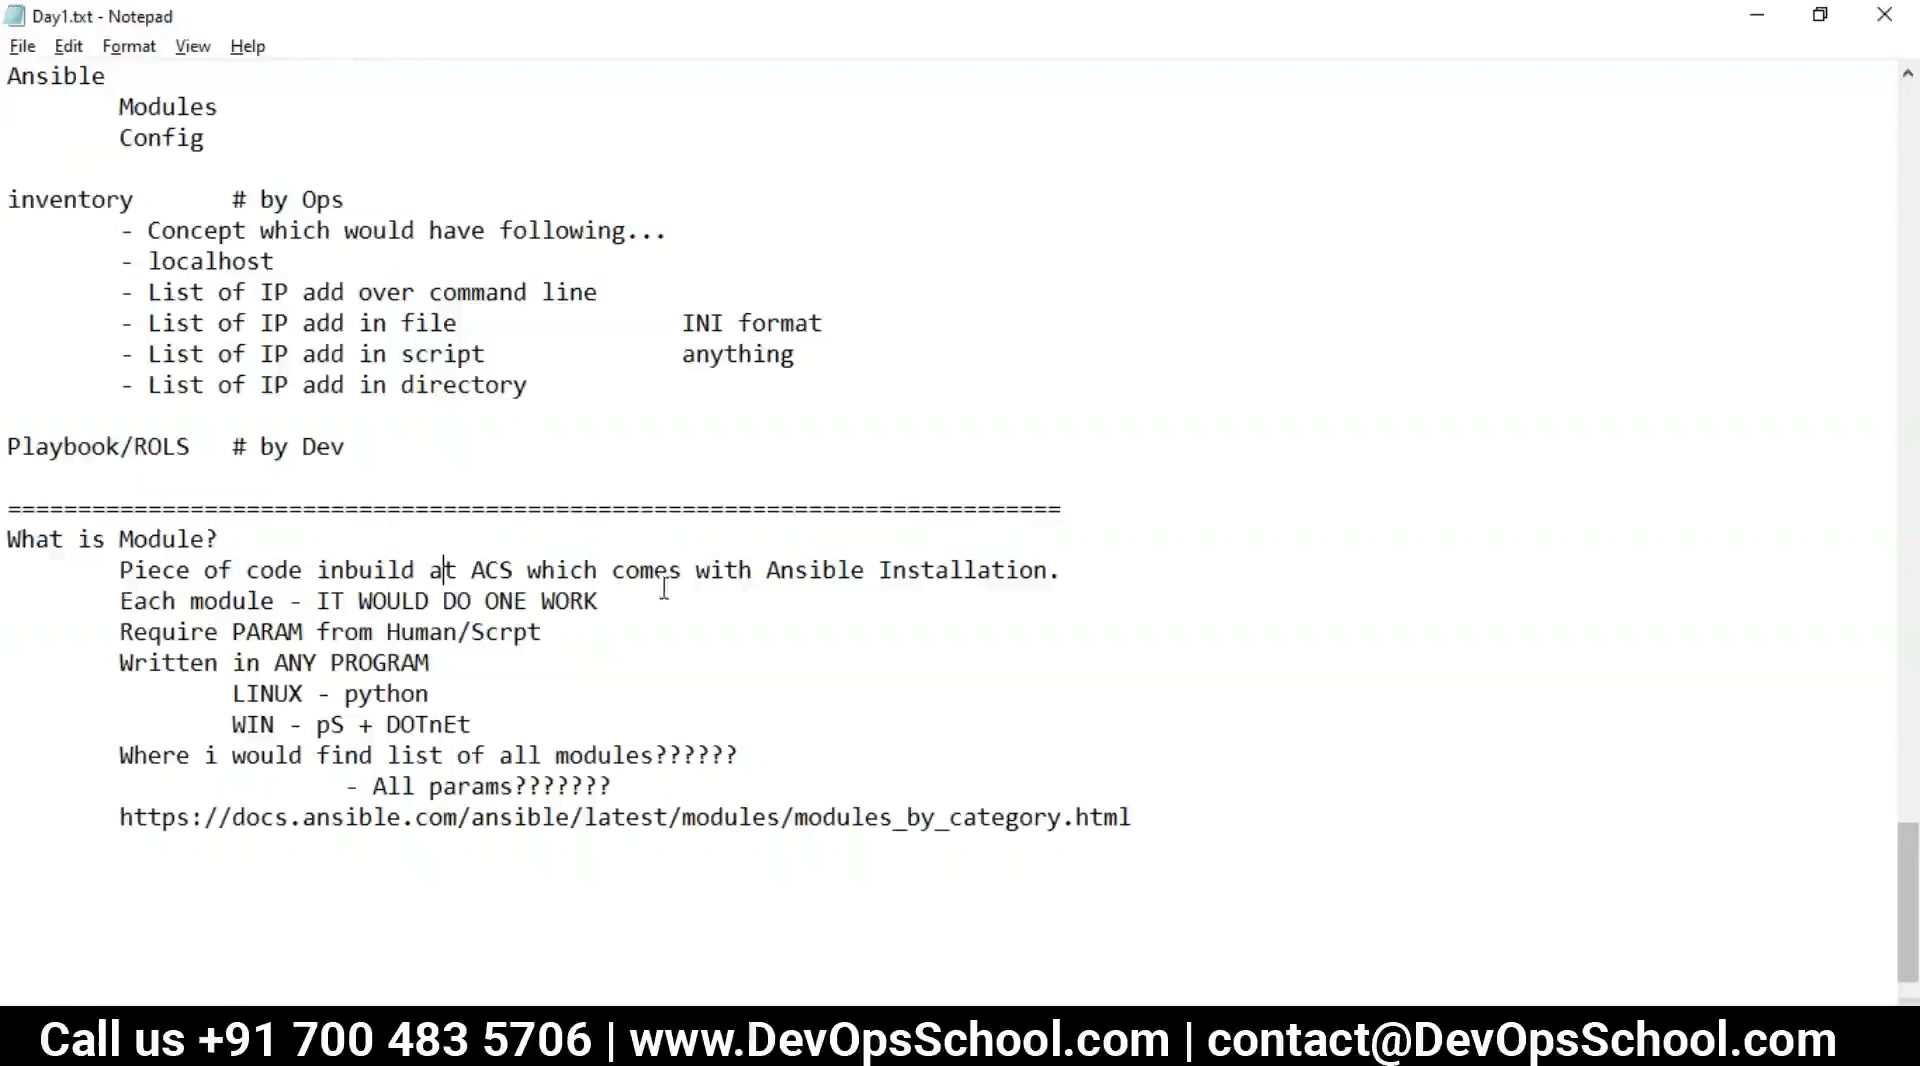 Day1.txt - Notepad
File Edit Format View Help
Ansible
Modules
Config
inventory # by Ops
- Concept which would have following...
- localhost
- List of IP add over command line
- List of IP add in file INI format
- List of IP add in script anything
- List of IP add in directory
Playbook/ROLS # by Dev
===========================================================================
What is Module?
Piece of code inbuild at ACS which comes with Ansible Installation.
Each module - IT WOULD DO ONE WORK
Require PARAM from Human/Scrpt
Written in ANY PROGRAM
LINUX - python
WIN - pS + DOTnEt
Where i would find list of all modules??????
- All params???????
https://docs.ansible.com/ansible/latest/modules/modules_by_category.html
Call us +91 700 483 5706 | www.DevOpsSchool.com | contact@DevOpsSchool.com